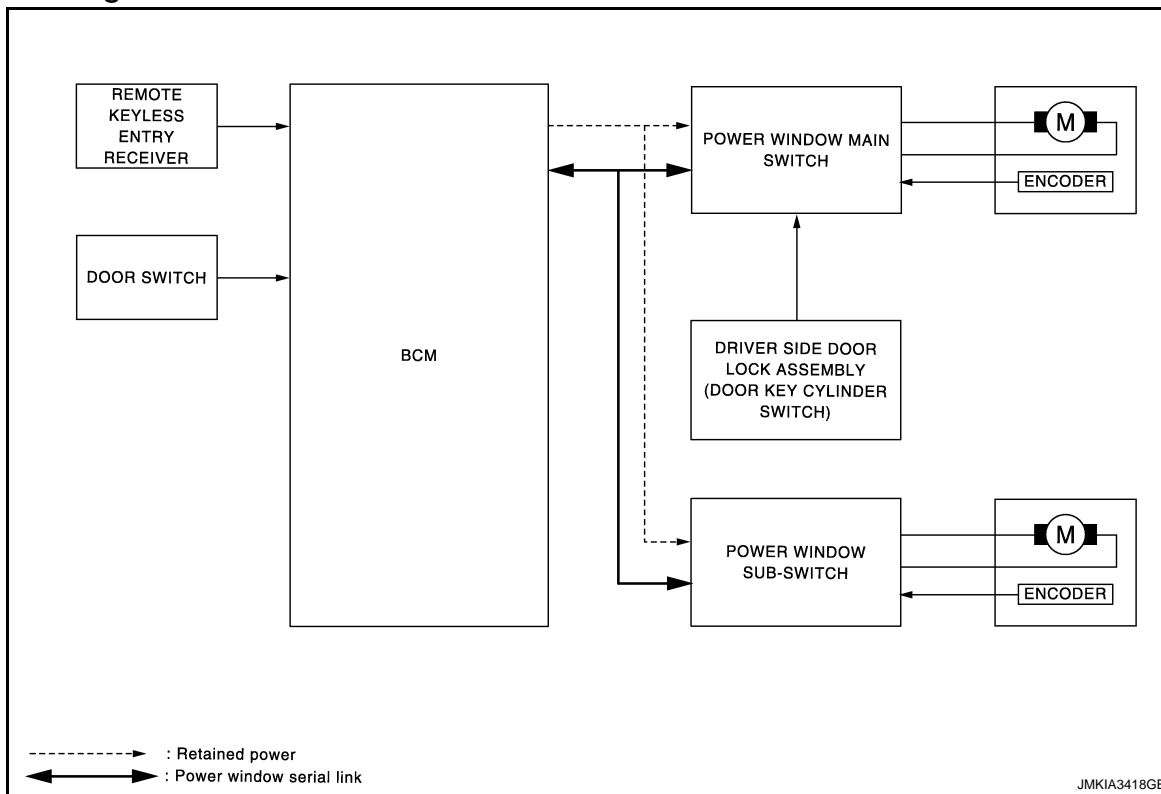 REMOTE
KEYLESS
ENTRY
RECEIVER
DOOR SWITCH
BCM
POWER WINDOW MAIN
SWITCH
M
ENCODER
DRIVER SIDE DOOR
LOCK ASSEMBLY
(DOOR KEY CYLINDER
SWITCH)
POWER WINDOW
SUB-SWITCH
M
ENCODER
: Retained power
: Power window serial link
JMKIA3418GB